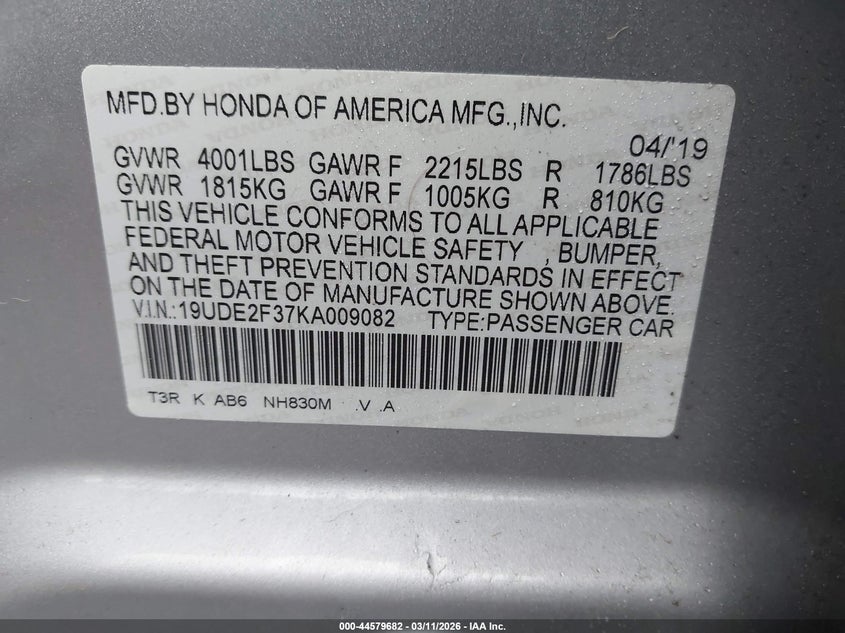 MFD.BY HONDA OF AMERICA MFG.,INC.
04/'19
GVWR 4001LBS GAWR F 2215LBS R 1786LBS
GVWR 1815KG GAWR F 1005KG R 810KG
THIS VEHICLE CONFORMS TO ALL APPLICABLE
FEDERAL MOTOR VEHICLE SAFETY , BUMPER,
AND THEFT PREVENTION STANDARDS IN EFFECT
ON THE DATE OF MANUFACTURE SHOWN ABOVE.
V.I.N.:19UDE2F37KA009082 TYPE:PASSENGER CAR
T3R K AB6 NH830M .V .A
000-44579682 - 03/11/2026 - IAA Inc.